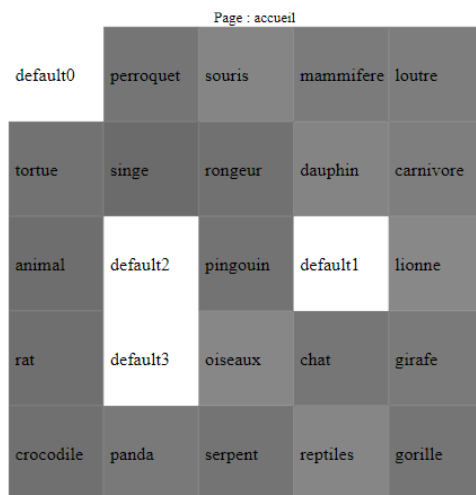 Page : accueil
default0 perroquet souris mammifere loutre
tortue singe rongeur dauphin carnivore
animal default2 pingouin default1 lionne
rat default3 oiseaux chat girafe
crocodile panda serpent reptiles gorille